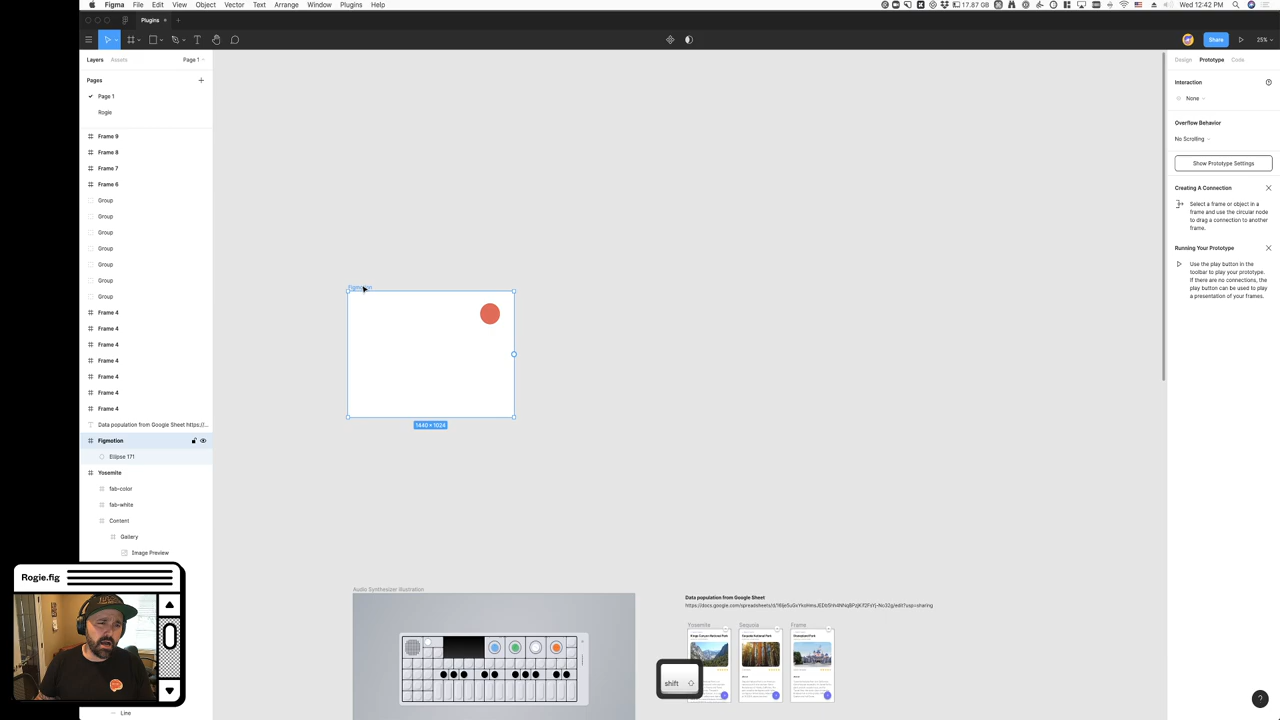 Figma File Edit View Object Vector Text Arrange Window Plugins Help
17.87 GB
Wed 12:42 PM
Plugins
Share
25%
Layers
Assets
Page 1
Pages
Page 1
Rogie
Frame 9
Frame 8
Frame 7
Frame 6
Group
Group
Group
Group
Group
Group
Group
Frame 4
Frame 4
Frame 4
Frame 4
Frame 4
Frame 4
Frame 4
Data population from Google Sheet https://...
Figmotion
Ellipse 171
Yosemite
fab-color
fab-white
Content
Gallery
Image Preview
Line
Rogie.fig
Figmotion
1440 × 1024
Audio Synthesizer Illustration
Data population from Google Sheet
Yosemite
Sequoia
Frame
shift
Design
Prototype
Code
Interaction
None
Overflow Behavior
No Scrolling
Show Prototype Settings
Creating A Connection
Select a frame or object in a
frame and use the circular node
to drag a connection to another
frame.
Running Your Prototype
Use the play button in the
toolbar to play your prototype.
If there are no connections, the
play button can be used to play
a presentation of your frames.
?